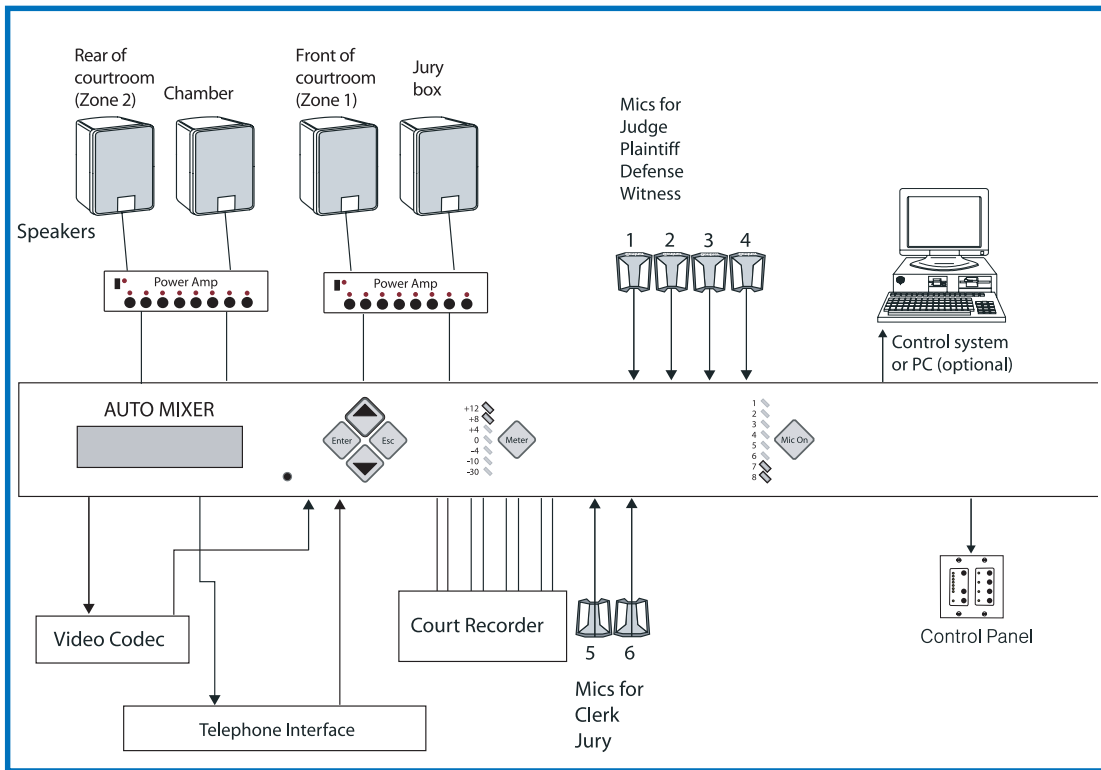 Rear of
courtroom
(Zone 2)
Chamber
Front of
courtroom
(Zone 1)
Jury
box
Mics for
Judge
Plaintiff
Defense
Witness
Speakers
1 2 3 4
Power Amp
Power Amp
Control system
or PC (optional)
AUTO MIXER
Enter
Esc
+12
+8
+4
0
–4
–10
–30
Meter
1
2
3
4
5
6
7
8
Mic On
Video Codec
Court Recorder
5 6
Control Panel
Mics for
Clerk
Jury
Telephone Interface